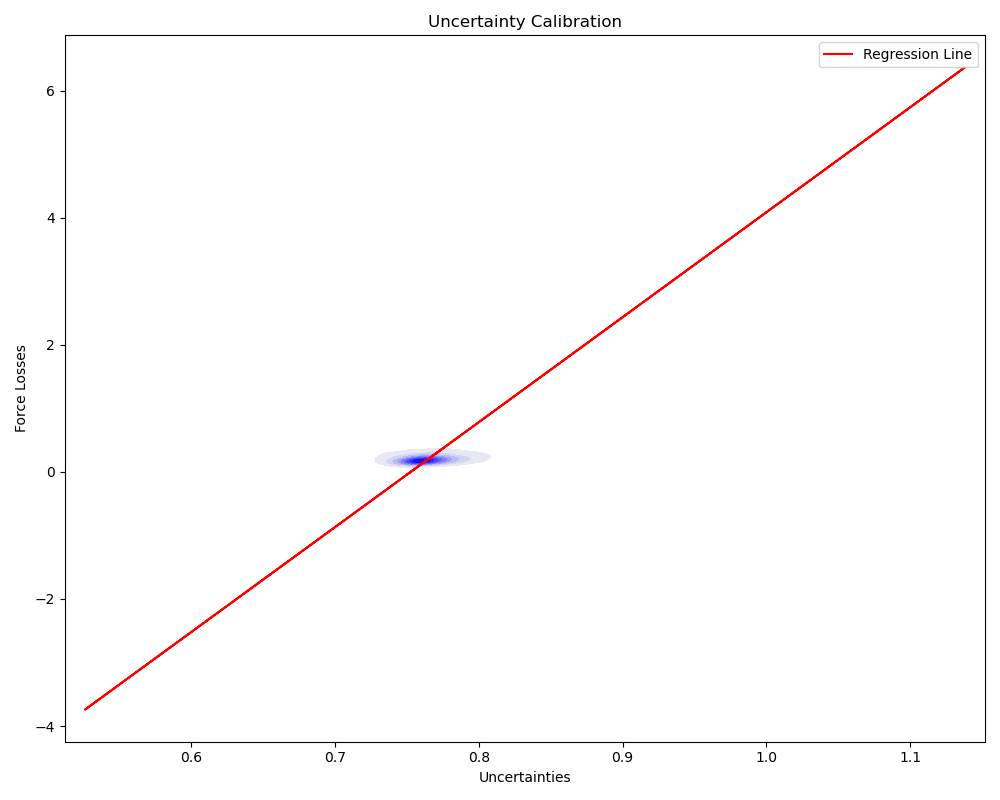 Uncertainty Calibration
Regression Line
6
4
2
0
−2
−4
Force Losses
0.6 0.7 0.8 0.9 1.0 1.1
Uncertainties